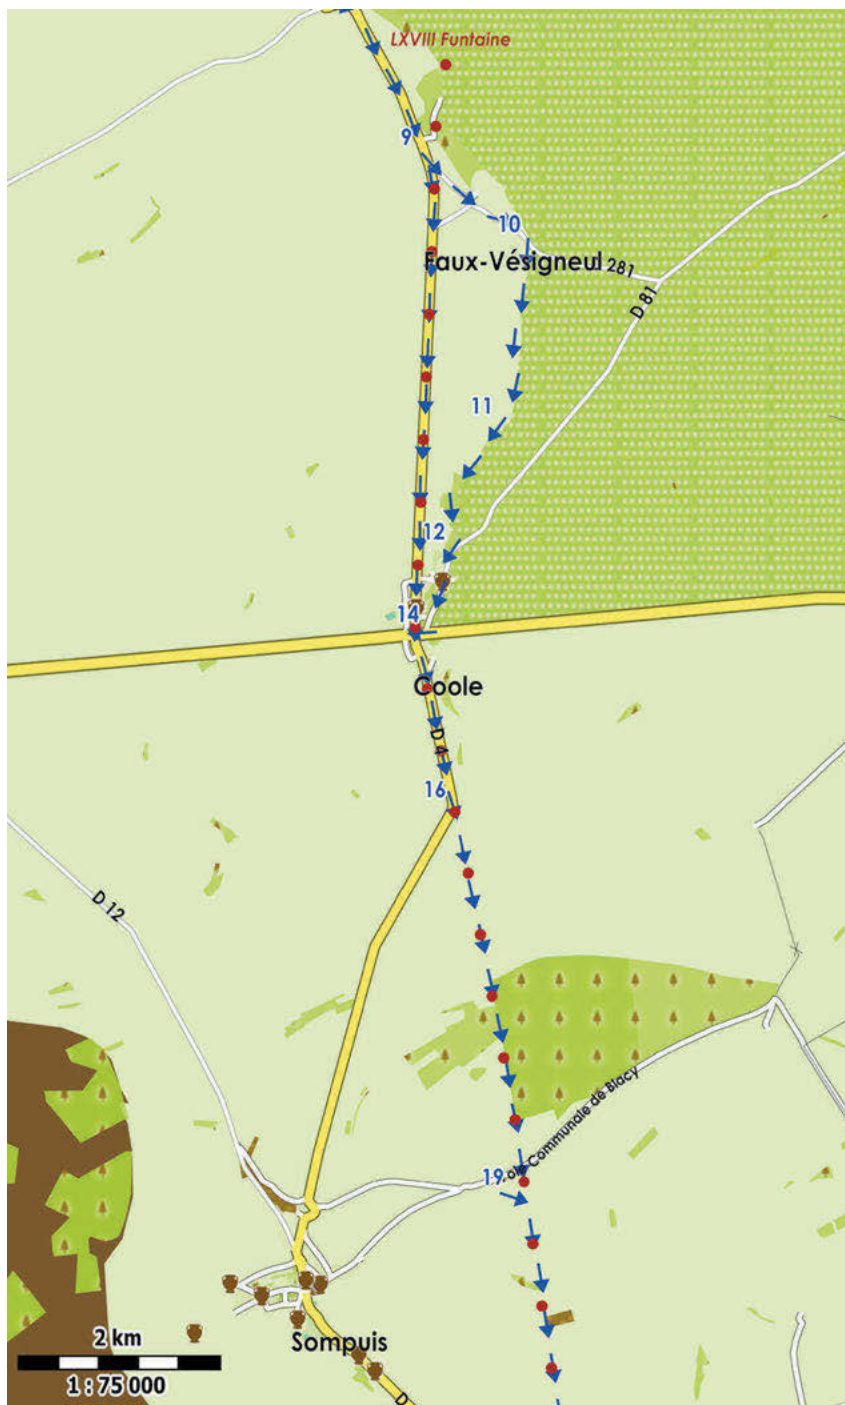 LXVIII Funtaine
9
10
Faux-Vésigneul
281
D 81
11
12
14
Coole
D 4
16
D 12
oie Communale de Blacy
19
2 km
Sompuis
1 : 75 000
D